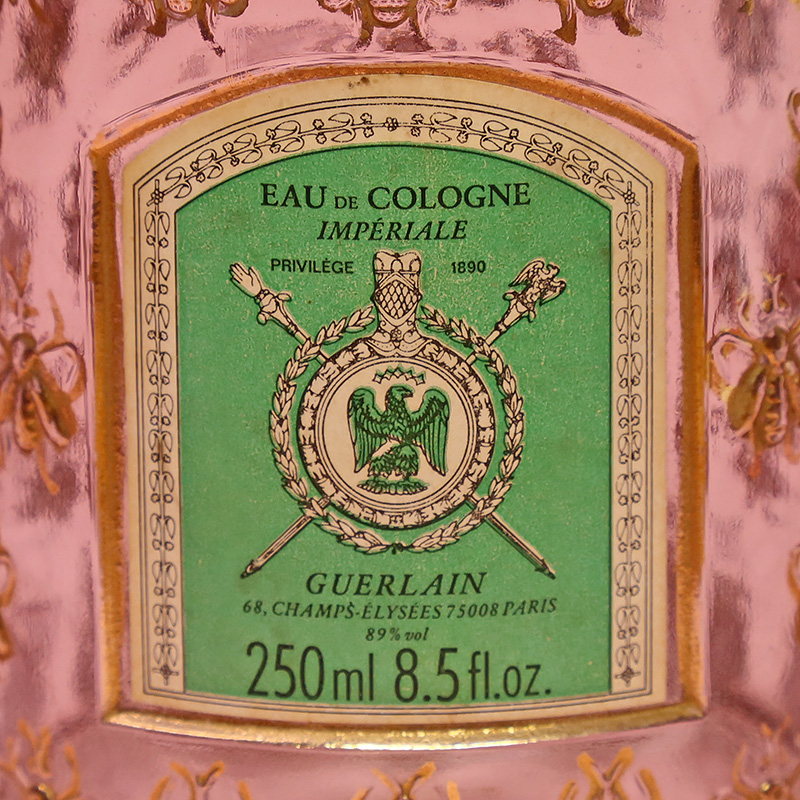 EAU DE COLOGNE
IMPÉRIALE
PRIVILÈGE 1890
GUERLAIN
68, CHAMPS-ÉLYSÉES 75008 PARIS
89% vol
250ml 8.5fl.oz.